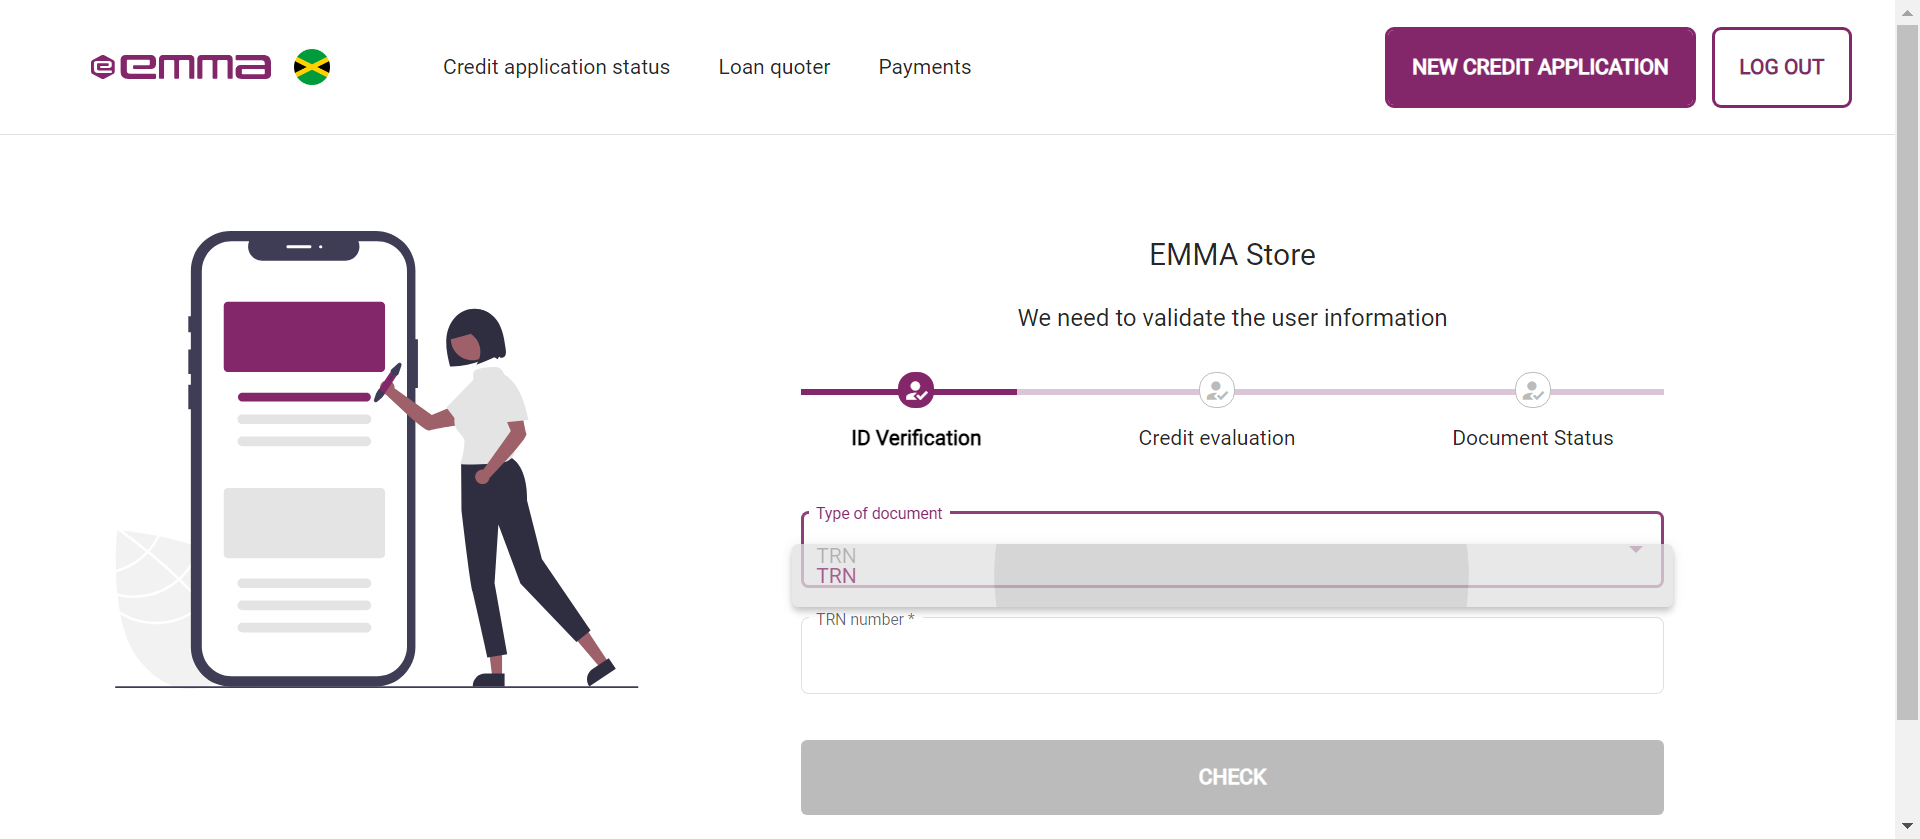 emma
Credit application status
Loan quoter
Payments
NEW CREDIT APPLICATION
LOG OUT
EMMA Store
We need to validate the user information
ID Verification
Credit evaluation
Document Status
Type of document
TRN
TRN
TRN number *
CHECK